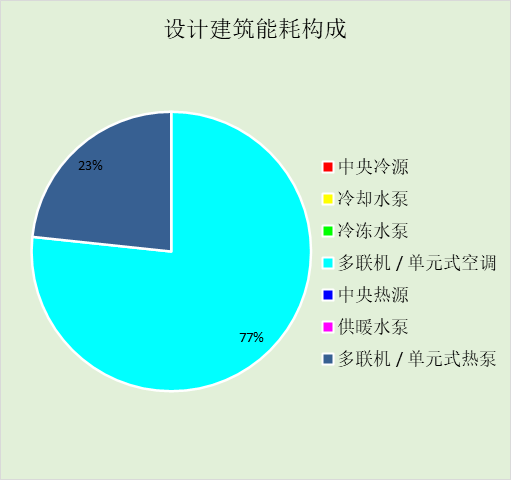 设计建筑能耗构成
23%
77%
中央冷源
冷却水泵
冷冻水泵
多联机 / 单元式空调
中央热源
供暖水泵
多联机 / 单元式热泵